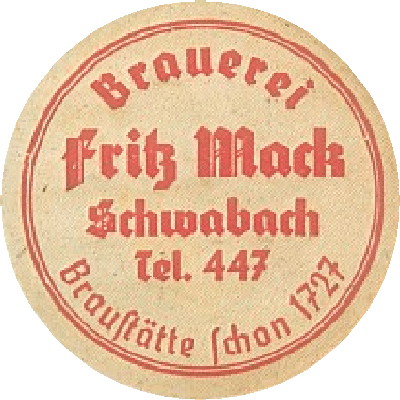 Brauerei
Fritz Mack
Schwabach
Tel. 447
Brauſtätte ſchon 1727